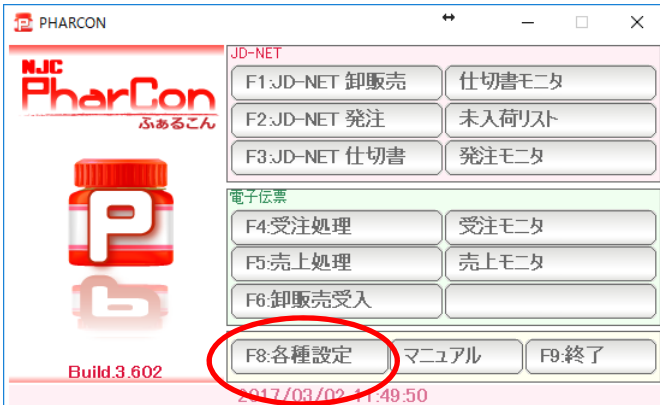 PHARCON
NJC
PharCon
ふぁるこん
P
Build.3.602
JD-NET
F1:JD-NET 卸販売
仕切書モニタ
F2:JD-NET 発注
未入荷リスト
F3:JD-NET 仕切書
発注モニタ
電子伝票
F4:受注処理
受注モニタ
F5:売上処理
売上モニタ
F6:卸販売受入
F8:各種設定
マニュアル
F9:終了
2017/03/02 11:49:50